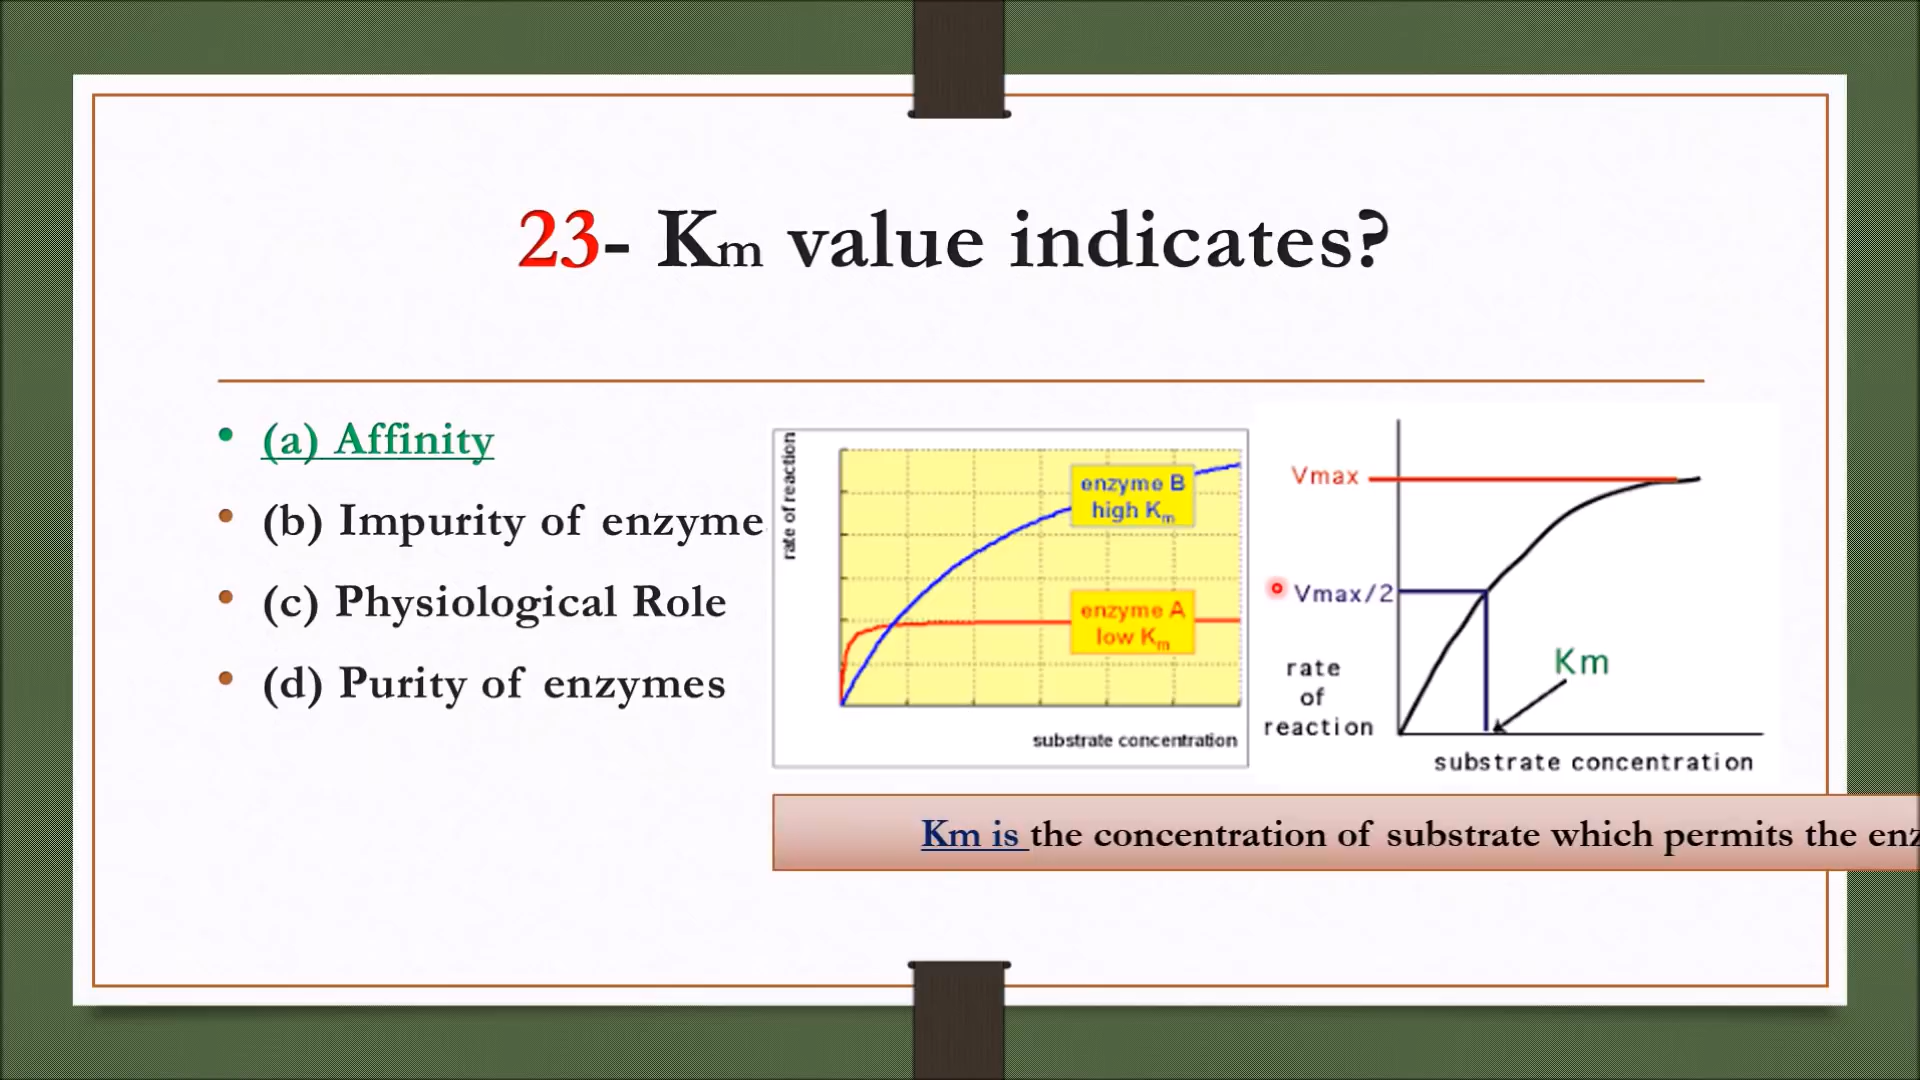 23- Km value indicates?
(a) Affinity
(b) Impurity of enzyme
(c) Physiological Role
(d) Purity of enzymes
rate of reaction
enzyme B
high Km
enzyme A
low Km
substrate concentration
Vmax
Vmax/2
Km
rate
of
reaction
substrate concentration
Km is the concentration of substrate which permits the